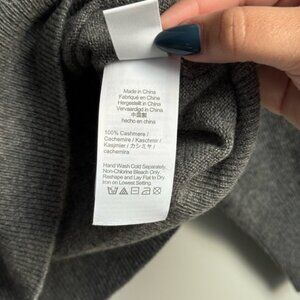 Made in China
Fabriqué en Chine
Hergestellt in China
Vervaardigd in China
中国製
hecho en china
100% Cashmere /
Cachemire / Kaschmir /
Kasjmier / カシミヤ /
cachemira
Hand Wash Cold Separately.
Non-Chlorine Bleach Only.
Reshape and Lay Flat to Dry
Iron on Lowest Setting.